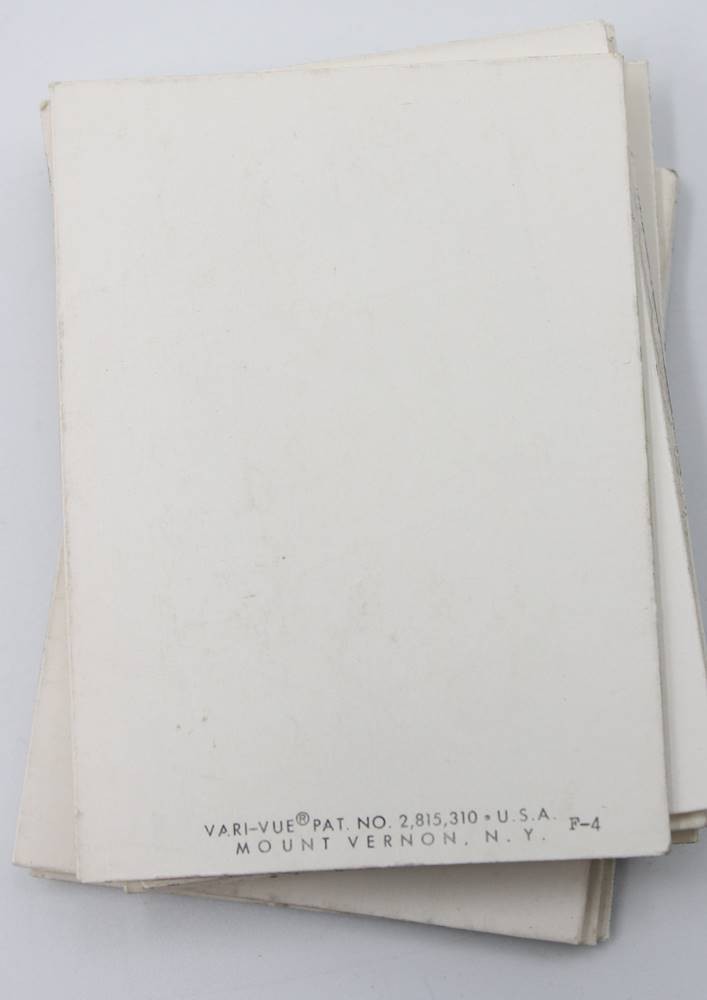 VARI-VUE® PAT. NO. 2,815,310 • U.S.A. F-4
MOUNT VERNON, N. Y.